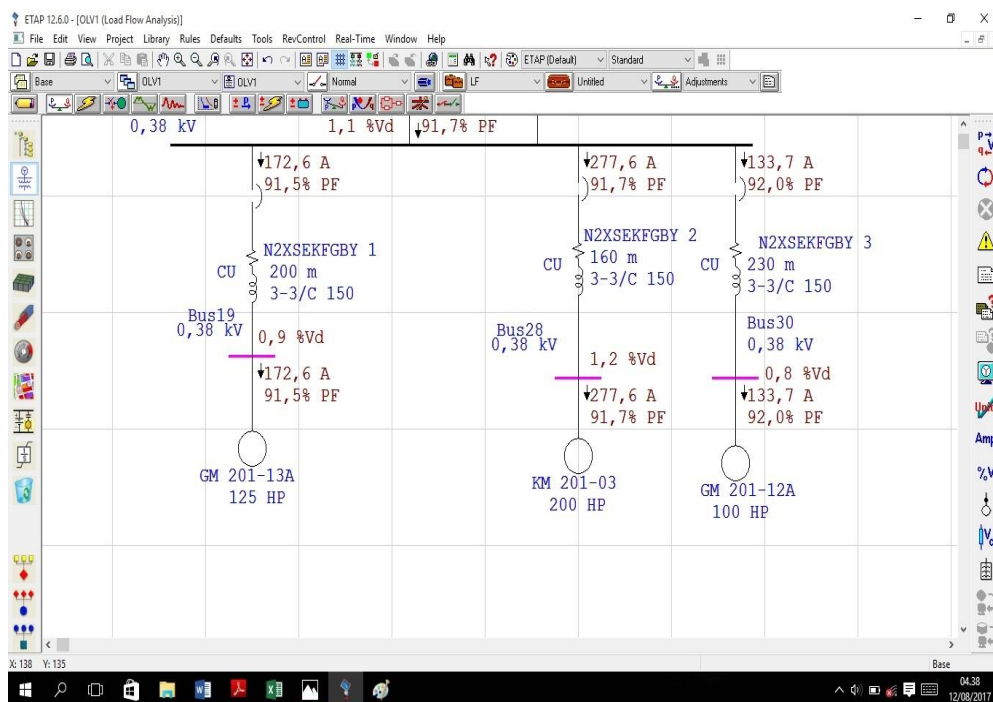 ETAP 12.6.0 - [OLV1 (Load Flow Analysis)]
File Edit View Project Library Rules Defaults Tools RevControl Real-Time Window Help
ETAP (Default) Standard
Base OLV1 OLV1 Normal LF Untitled Adjustments
0,38 kV 1,1 %Vd 91,7% PF
172,6 A 277,6 A 133,7 A
91,5% PF 91,7% PF 92,0% PF
N2XSEKFGBY 1
CU 200 m
3-3/C 150
N2XSEKFGBY 2
CU 160 m
3-3/C 150
N2XSEKFGBY 3
CU 230 m
3-3/C 150
Bus19
0,38 kV
0,9 %Vd
Bus28
0,38 kV
1,2 %Vd
Bus30
0,38 kV
0,8 %Vd
172,6 A 277,6 A 133,7 A
91,5% PF 91,7% PF 92,0% PF
GM 201-13A
125 HP
KM 201-03
200 HP
GM 201-12A
100 HP
Amp
X: 138 Y: 135
Base
04.38
12/08/2017